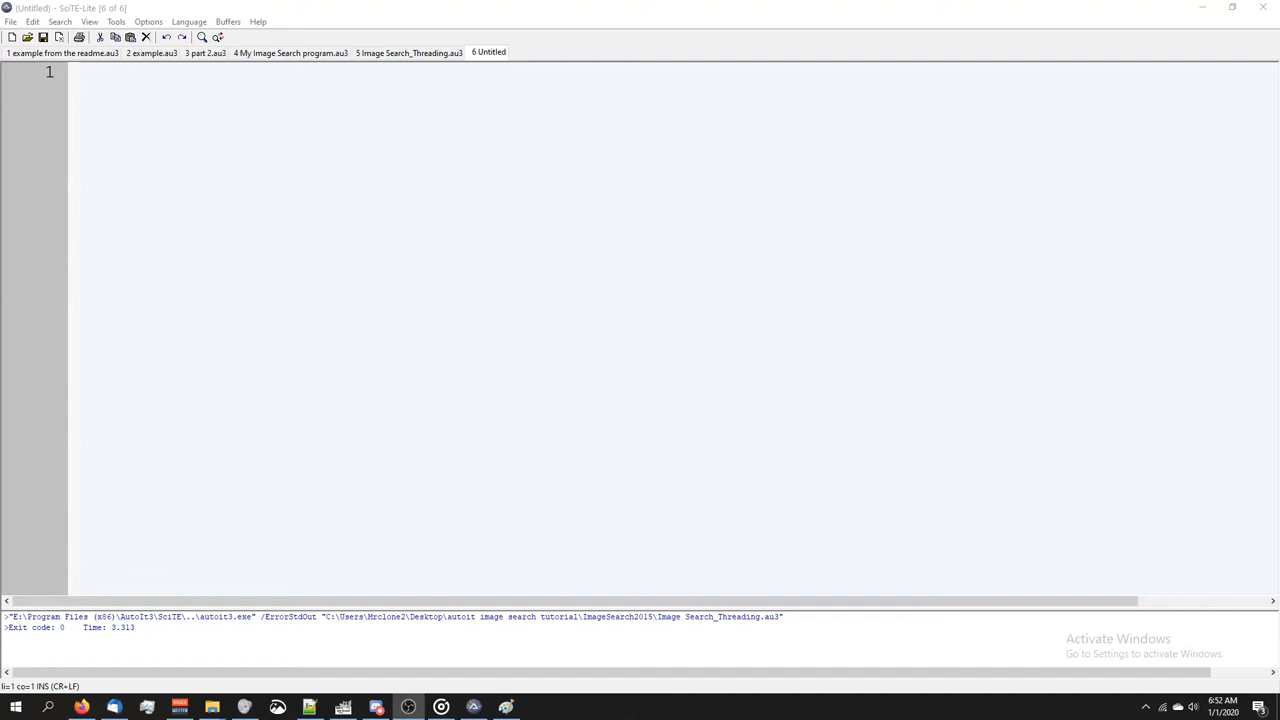 (Untitled) - SciTE-Lite [6 of 6]
File Edit Search View Tools Options Language Buffers Help
1 example from the readme.au3 2 example.au3 3 part 2.au3 4 My Image Search program.au3 5 Image Search_Threading.au3 6 Untitled
1
>"E:\Program Files (x86)\AutoIt3\SciTE\..\autoit3.exe" /ErrorStdOut "C:\Users\Mrclone2\Desktop\autoit image search tutorial\ImageSearch2015\Image Search_Threading.au3"
>Exit code: 0 Time: 3.313
Activate Windows
Go to Settings to activate Windows.
li=1 co=1 INS (CR+LF)
6:52 AM
1/1/2020
3